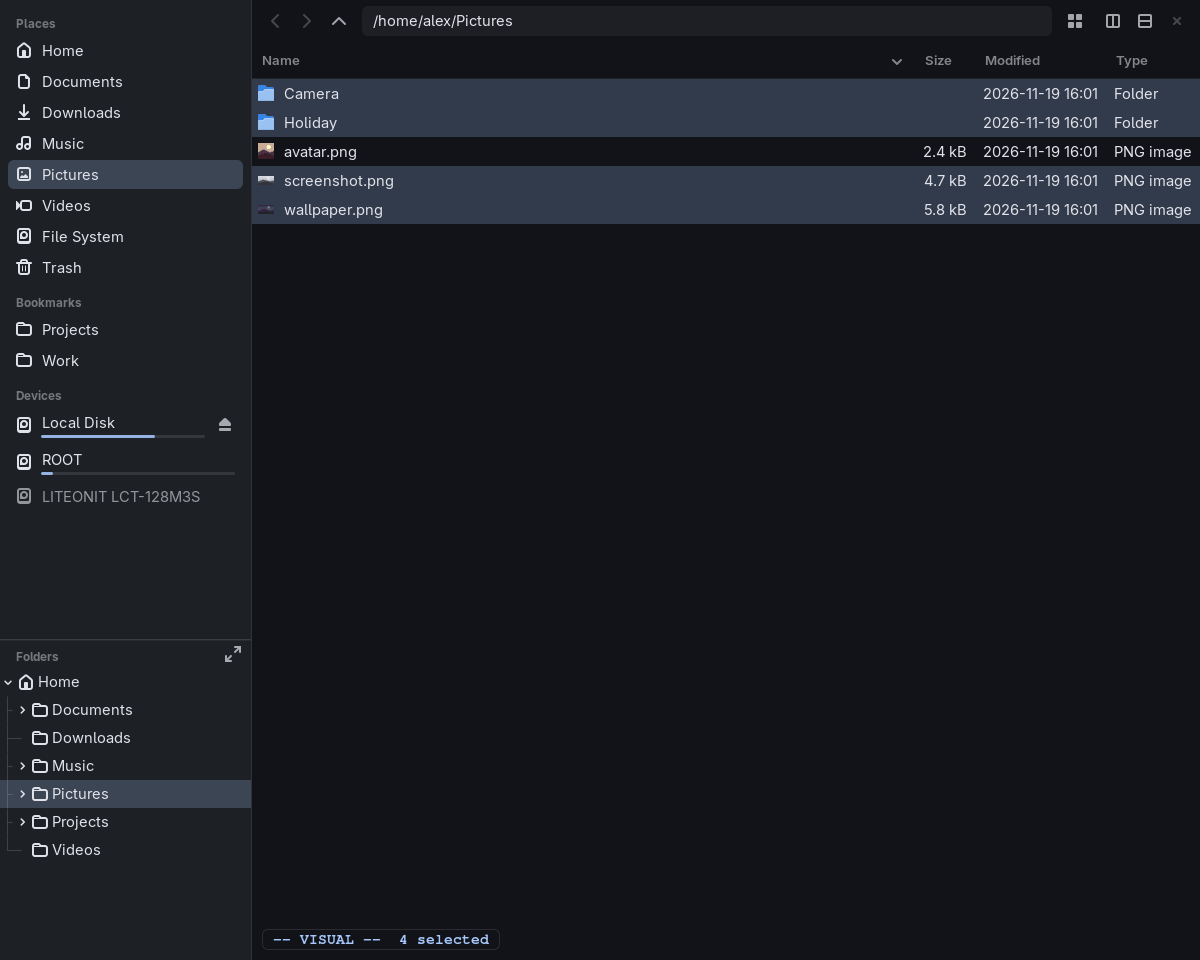 Places
Home
Documents
Downloads
Music
Pictures
Videos
File System
Trash
Bookmarks
Projects
Work
Devices
Local Disk
ROOT
LITEONIT LCT-128M3S
Folders
Home
Documents
Downloads
Music
Pictures
Projects
Videos
/home/alex/Pictures
Name Size Modified Type
Camera 2026-11-19 16:01 Folder
Holiday 2026-11-19 16:01 Folder
avatar.png 2.4 kB 2026-11-19 16:01 PNG image
screenshot.png 4.7 kB 2026-11-19 16:01 PNG image
wallpaper.png 5.8 kB 2026-11-19 16:01 PNG image
-- VISUAL -- 4 selected